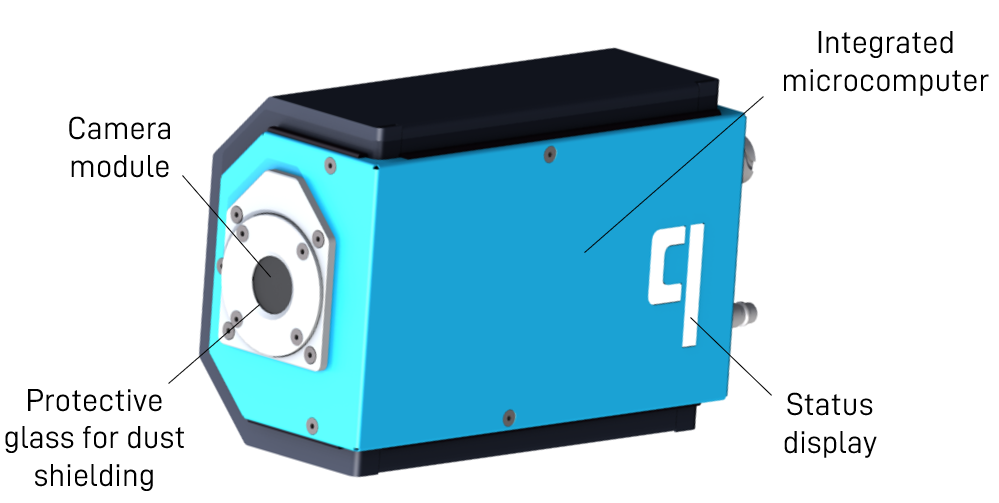 Integrated
microcomputer
Camera
module
Protective
glass for dust
shielding
Status
display